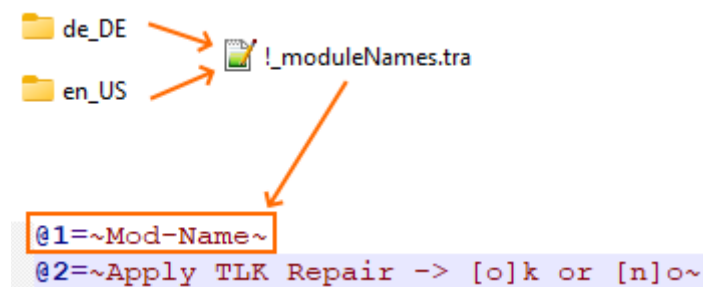 de_DE
!_moduleNames.tra
en_US
@1=~Mod-Name~
@2=~Apply TLK Repair -> [o]k or [n]o~